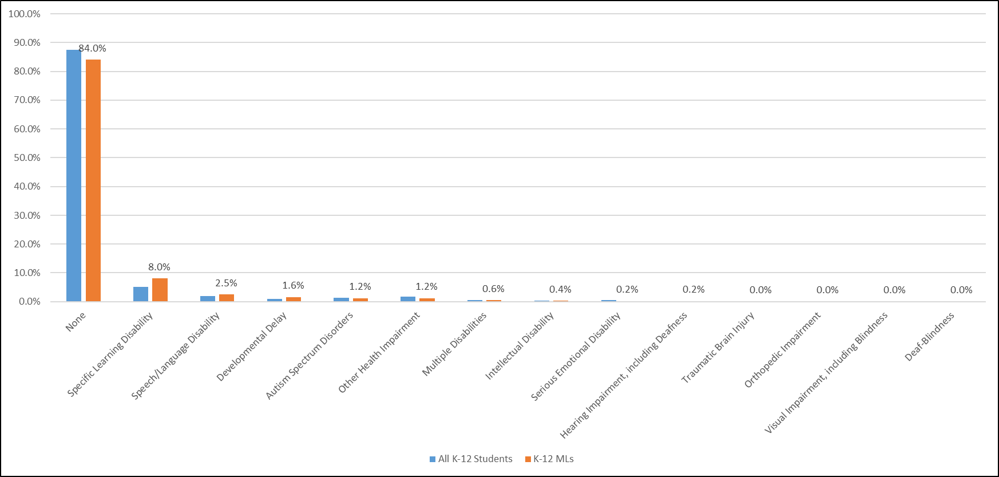 100.0%
90.0%
80.0%
70.0%
60.0%
50.0%
40.0%
30.0%
20.0%
10.0%
0.0%
84.0%
8.0%
2.5%
1.6%
1.2%
1.2%
0.6%
0.4%
0.2%
0.2%
0.0%
0.0%
0.0%
0.0%
None
Specific Learning Disability
Speech/Language Disability
Developmental Delay
Autism Spectrum Disorders
Other Health Impairment
Multiple Disabilities
Intellectual Disability
Serious Emotional Disability
Hearing Impairment, including Deafness
Traumatic Brain Injury
Orthopedic Impairment
Visual Impairment, including Blindness
Deaf-Blindness
All K-12 Students
K-12 MLs